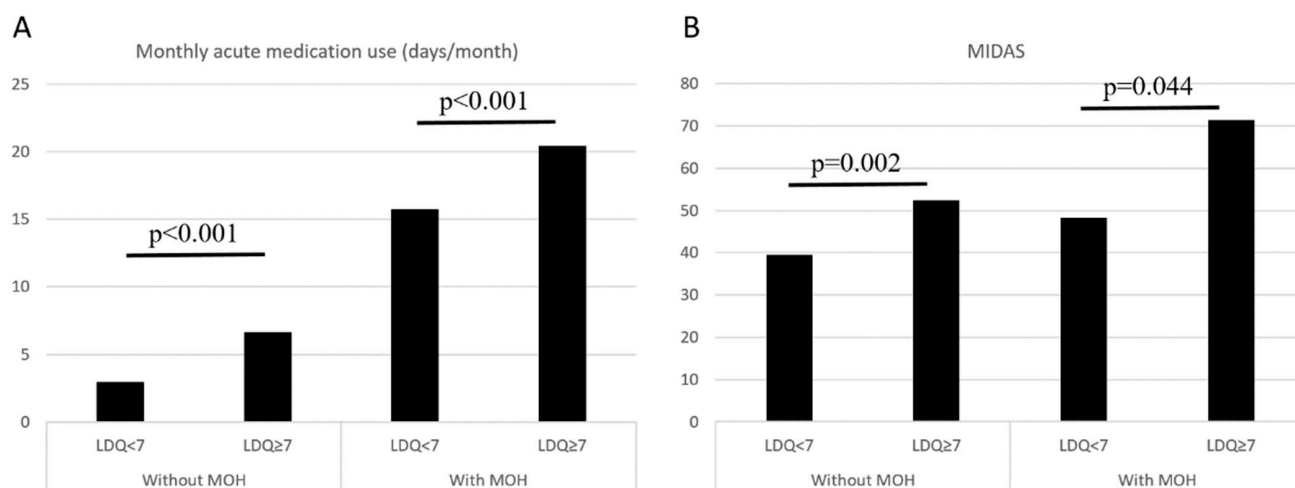 A
Monthly acute medication use (days/month)
25
20
15
10
5
0
p<0.001
p<0.001
LDQ<7 LDQ≥7 LDQ<7 LDQ≥7
Without MOH With MOH
B
MIDAS
80
70
60
50
40
30
20
10
0
p=0.002
p=0.044
LDQ<7 LDQ≥7 LDQ<7 LDQ≥7
Without MOH With MOH